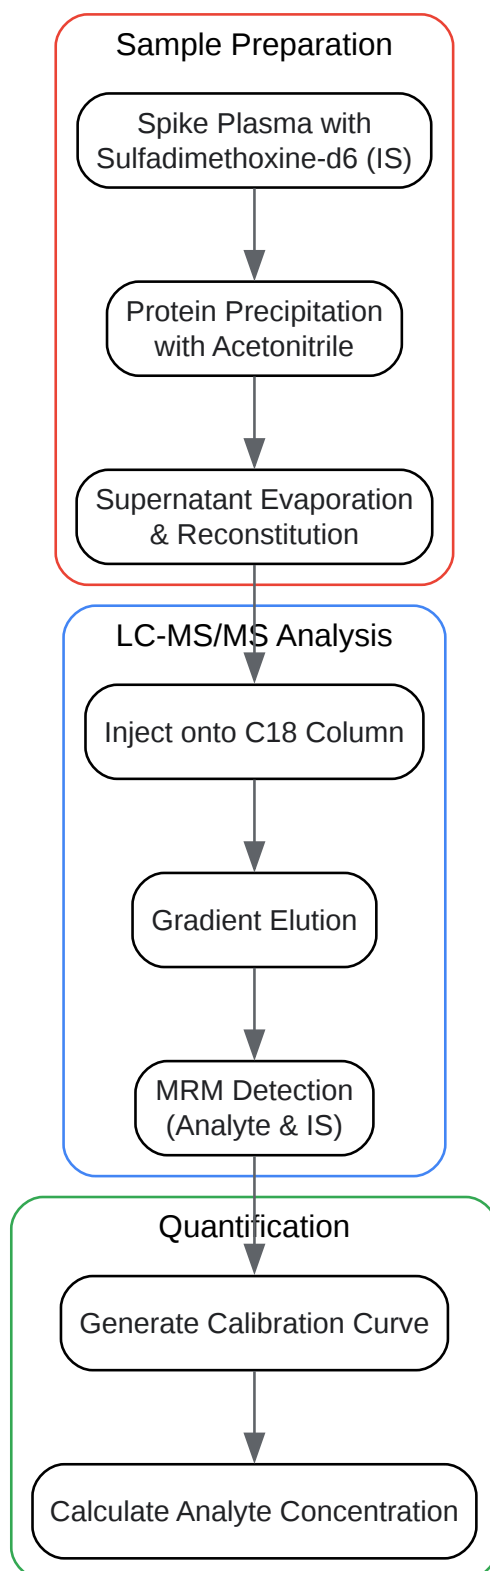 Sample Preparation
Spike Plasma with
Sulfadimethoxine-d6 (IS)
Protein Precipitation
with Acetonitrile
Supernatant Evaporation
& Reconstitution
LC-MS/MS Analysis
Inject onto C18 Column
Gradient Elution
MRM Detection
(Analyte & IS)
Quantification
Generate Calibration Curve
Calculate Analyte Concentration